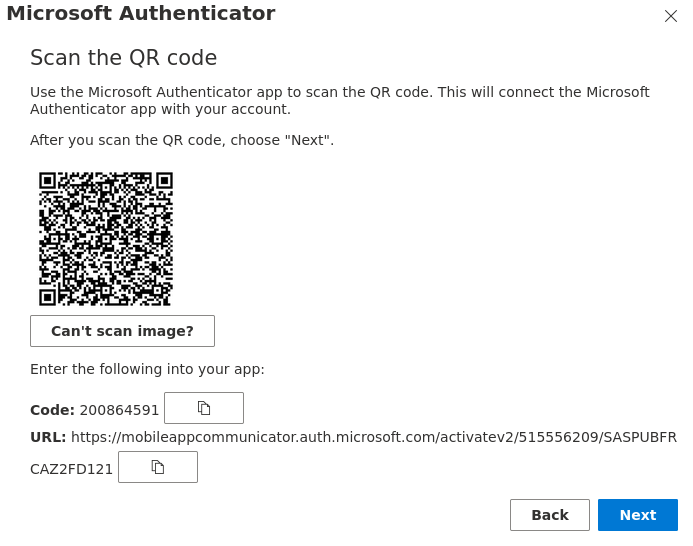 Microsoft Authenticator
Scan the QR code
Use the Microsoft Authenticator app to scan the QR code. This will connect the Microsoft
Authenticator app with your account.
After you scan the QR code, choose "Next".
Can't scan image?
Enter the following into your app:
Code: 200864591
URL: https://mobileappcommunicator.auth.microsoft.com/activatev2/515556209/SASPUBFR
CAZ2FD121
Back Next